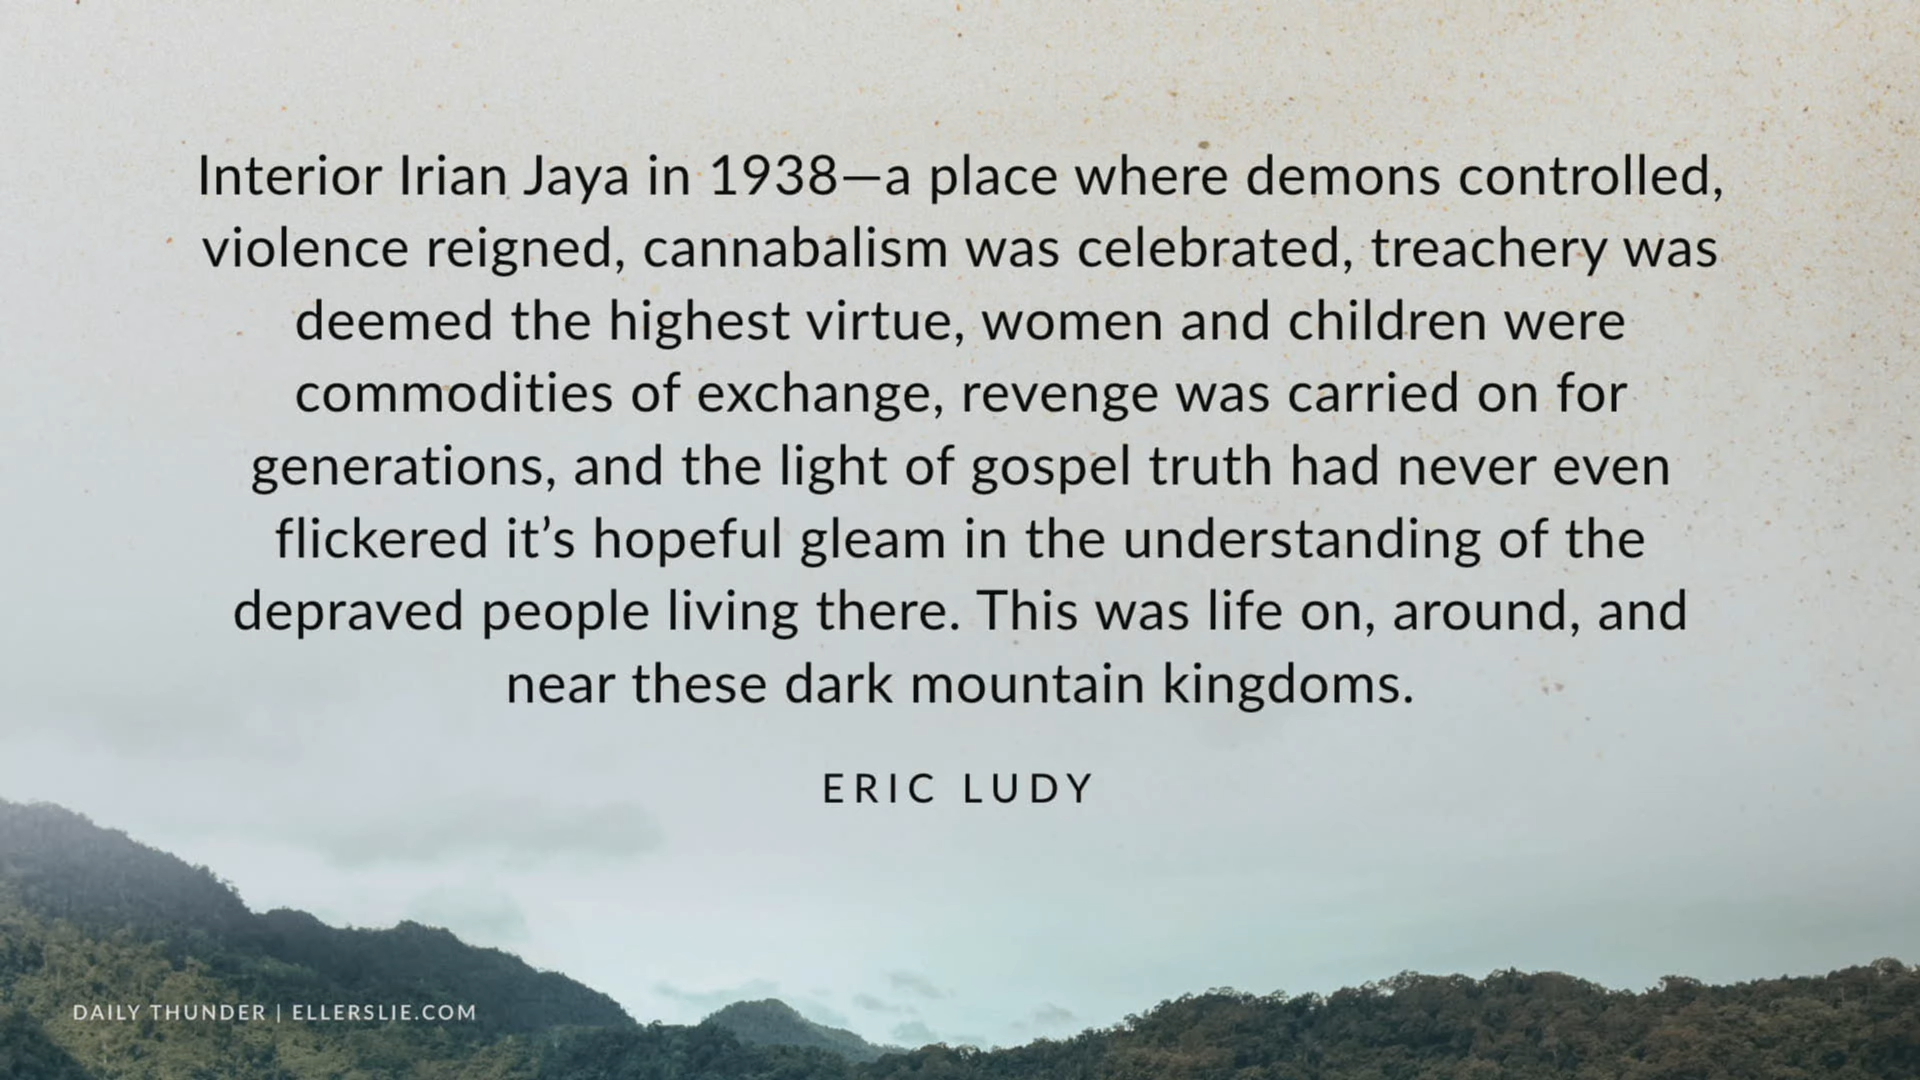 Interior Irian Jaya in 1938—a place where demons controlled,
violence reigned, cannabalism was celebrated, treachery was
deemed the highest virtue, women and children were
commodities of exchange, revenge was carried on for
generations, and the light of gospel truth had never even
flickered it’s hopeful gleam in the understanding of the
depraved people living there. This was life on, around, and
near these dark mountain kingdoms.
ERIC LUDY
DAILY THUNDER | ELLERSLIE.COM